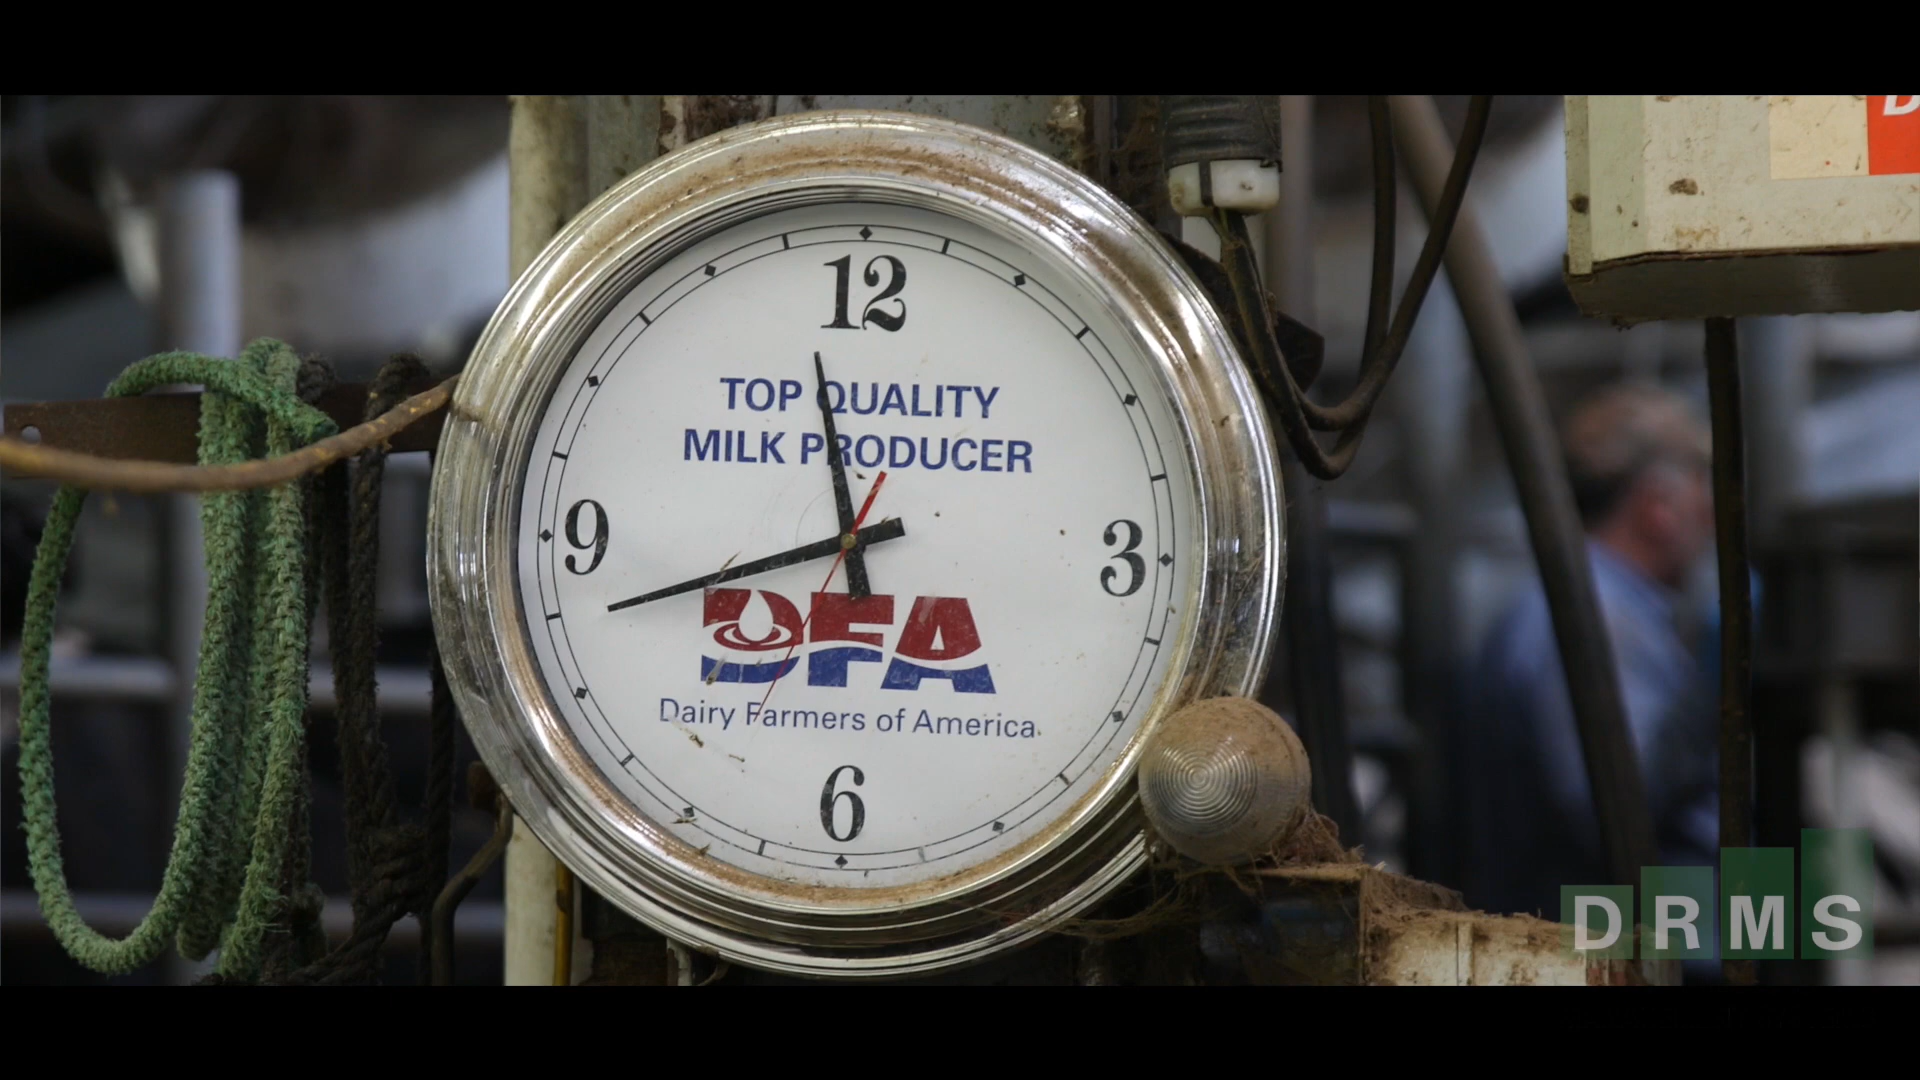 12
TOP QUALITY
MILK PRODUCER
9
3
DFA
Dairy Farmers of America
6
DRMS